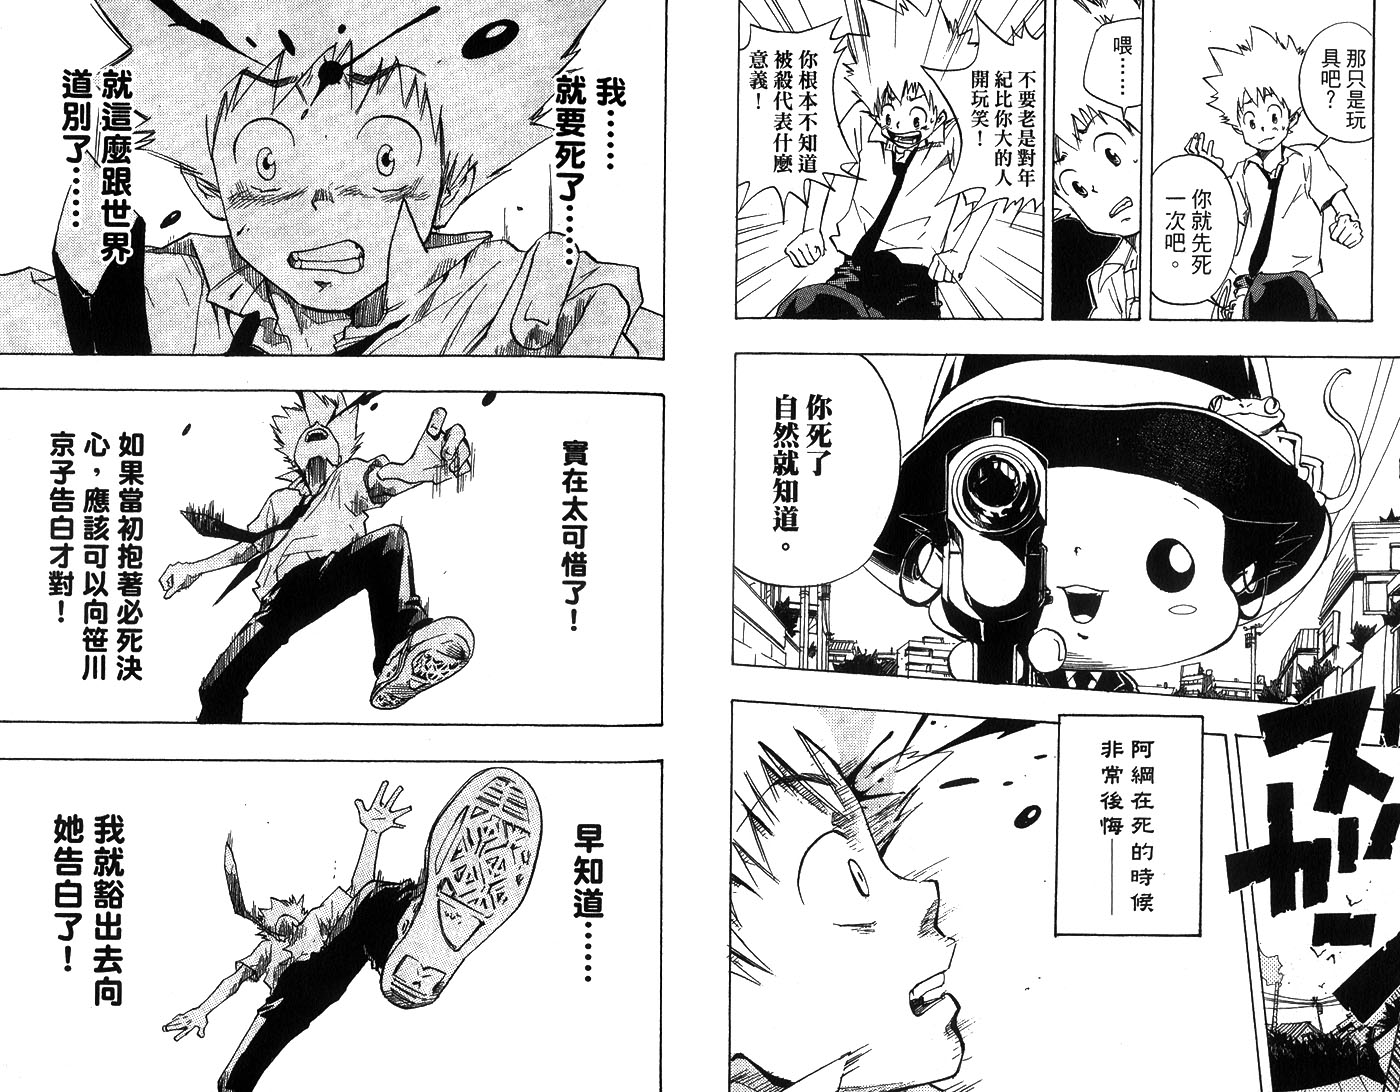 那只是玩
具吧？
你就先死
一次吧。
喂……
不要老是對年
紀比你大的人
開玩笑！
你根本不知道
被殺代表什麼
意義！
你死了
自然就知道。
ズガン
阿綱在死的時候
非常後悔——
我……
就要死了……
就這麼跟世界
道別了……
實在太可惜了！
如果當初抱著必死決
心，應該可以向笹川
京子告白才對！
早知道……
我就豁出去向
她告白了！